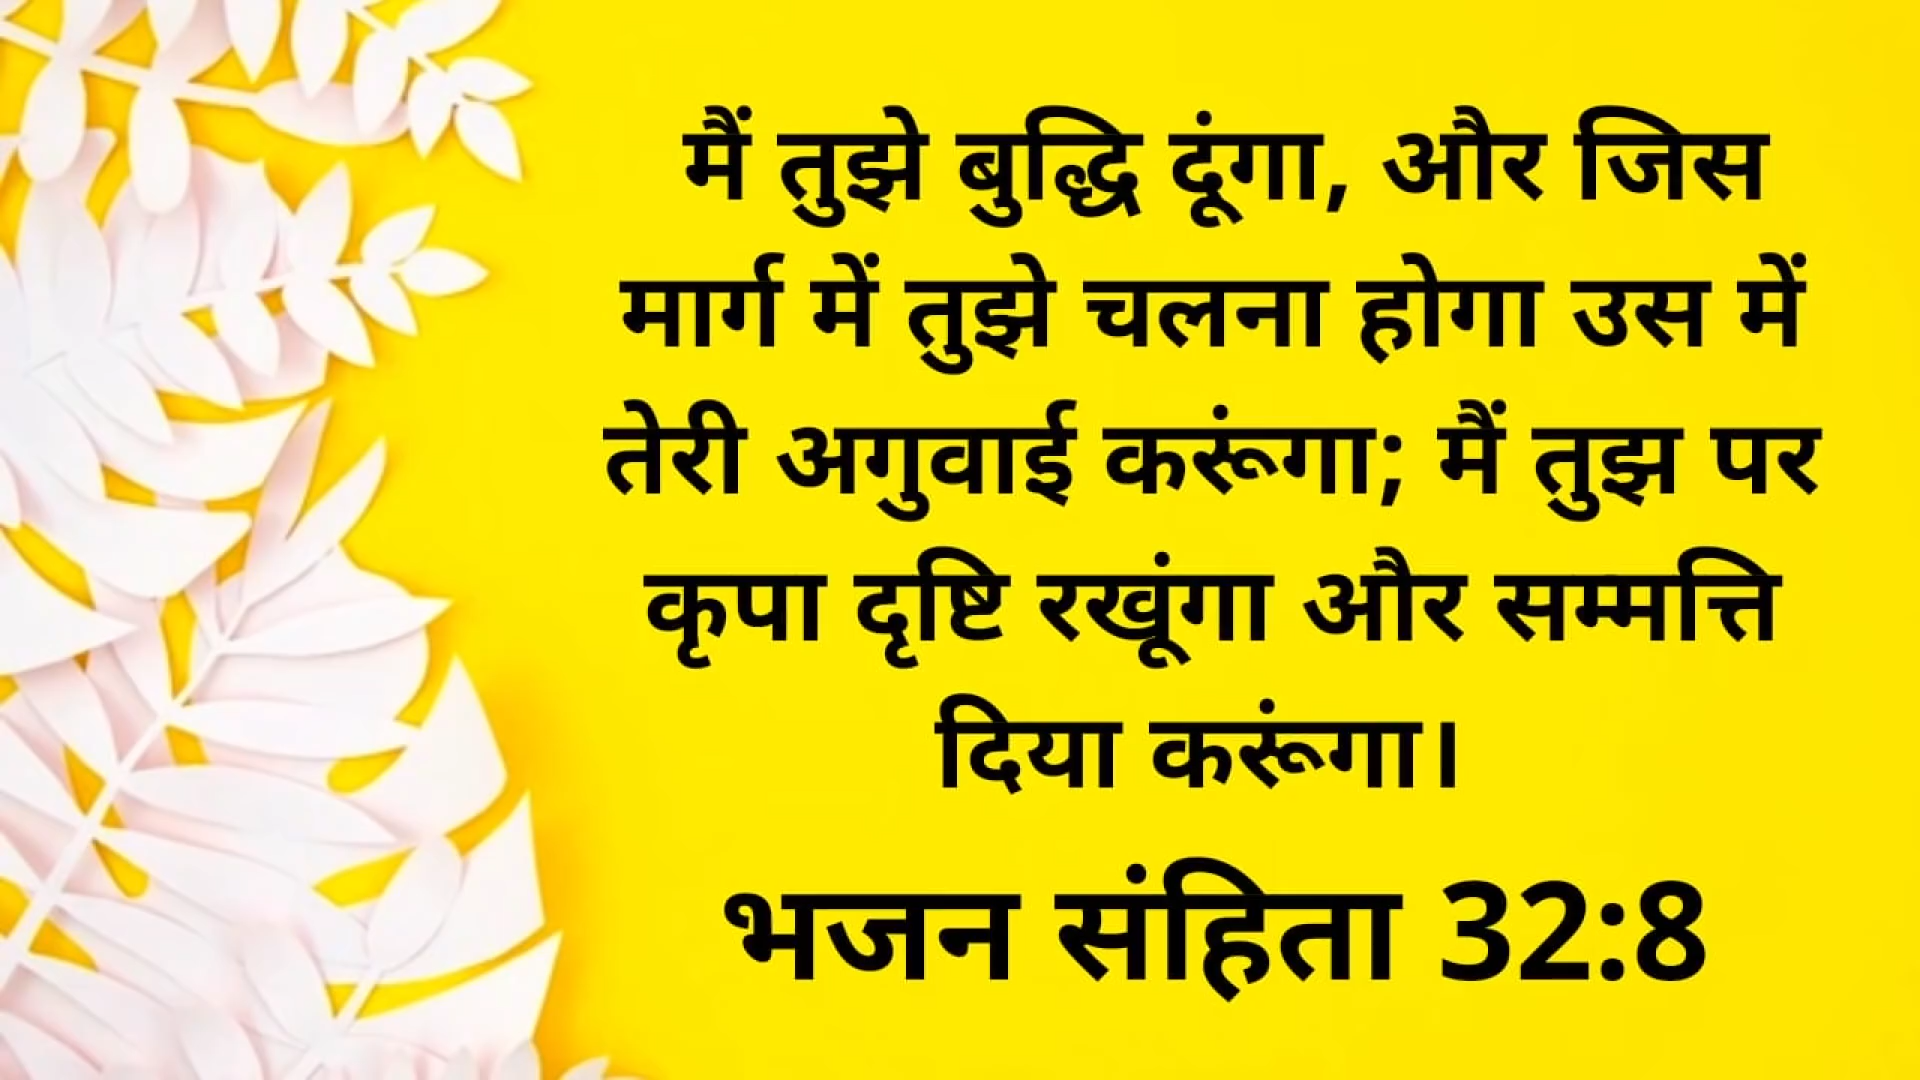 मैं तुझे बुद्धि दूंगा, और जिस
मार्ग में तुझे चलना होगा उस में
तेरी अगुवाई करूंगा; मैं तुझ पर
कृपा दृष्टि रखूंगा और सम्मत्ति
दिया करूंगा।
भजन संहिता 32:8